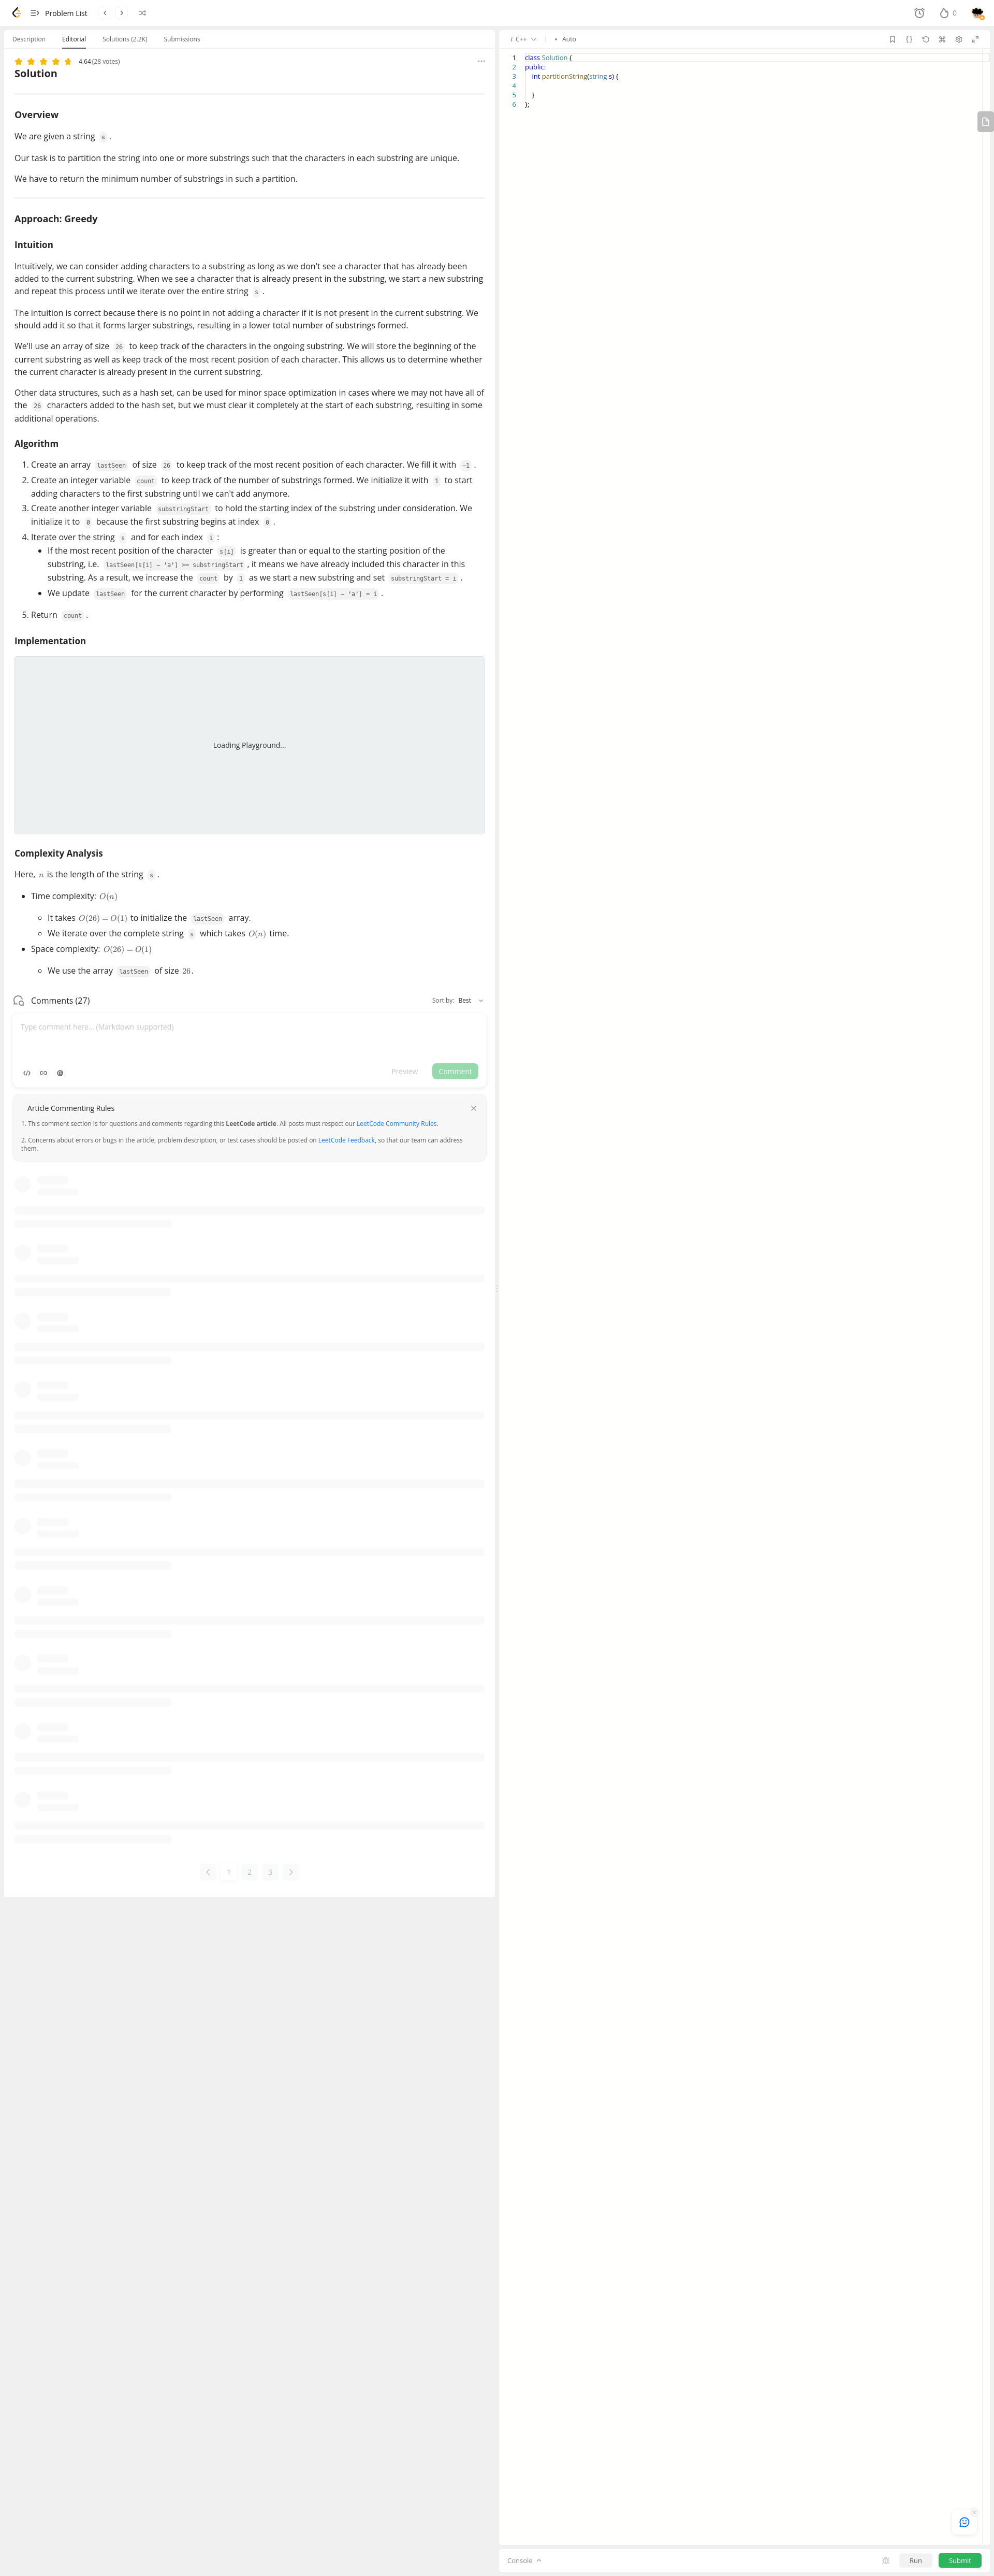 Problem List
0
Description Editorial Solutions (2.2K) Submissions
4.64 (28 votes)
Solution
Overview
We are given a string s .
Our task is to partition the string into one or more substrings such that the characters in each substring are unique.
We have to return the minimum number of substrings in such a partition.
Approach: Greedy
Intuition
Intuitively, we can consider adding characters to a substring as long as we don't see a character that has already been
added to the current substring. When we see a character that is already present in the substring, we start a new substring
and repeat this process until we iterate over the entire string s .
The intuition is correct because there is no point in not adding a character if it is not present in the current substring. We
should add it so that it forms larger substrings, resulting in a lower total number of substrings formed.
We'll use an array of size 26 to keep track of the characters in the ongoing substring. We will store the beginning of the
current substring as well as keep track of the most recent position of each character. This allows us to determine whether
the current character is already present in the current substring.
Other data structures, such as a hash set, can be used for minor space optimization in cases where we may not have all of
the 26 characters added to the hash set, but we must clear it completely at the start of each substring, resulting in some
additional operations.
Algorithm
1. Create an array lastSeen of size 26 to keep track of the most recent position of each character. We fill it with -1 .
2. Create an integer variable count to keep track of the number of substrings formed. We initialize it with 1 to start
adding characters to the first substring until we can't add anymore.
3. Create another integer variable substringStart to hold the starting index of the substring under consideration. We
initialize it to 0 because the first substring begins at index 0 .
4. Iterate over the string s and for each index i :
• If the most recent position of the character s[i] is greater than or equal to the starting position of the
substring, i.e. lastSeen[s[i] - 'a'] >= substringStart , it means we have already included this character in this
substring. As a result, we increase the count by 1 as we start a new substring and set substringStart = i .
• We update lastSeen for the current character by performing lastSeen[s[i] - 'a'] = i .
5. Return count .
Implementation
Loading Playground...
Complexity Analysis
Here, n is the length of the string s .
• Time complexity: O(n)
It takes O(26) = O(1) to initialize the lastSeen array.
We iterate over the complete string s which takes O(n) time.
• Space complexity: O(26) = O(1)
We use the array lastSeen of size 26.
Comments (27) Sort by: Best
Type comment here... (Markdown supported)
Preview Comment
Article Commenting Rules
1. This comment section is for questions and comments regarding this LeetCode article. All posts must respect our LeetCode Community Rules.
2. Concerns about errors or bugs in the article, problem description, or test cases should be posted on LeetCode Feedback, so that our team can address
them.
1 2 3
i C++ • Auto
1 class Solution {
2 public:
3 int partitionString(string s) {
4
5 }
6 };
Console Run Submit